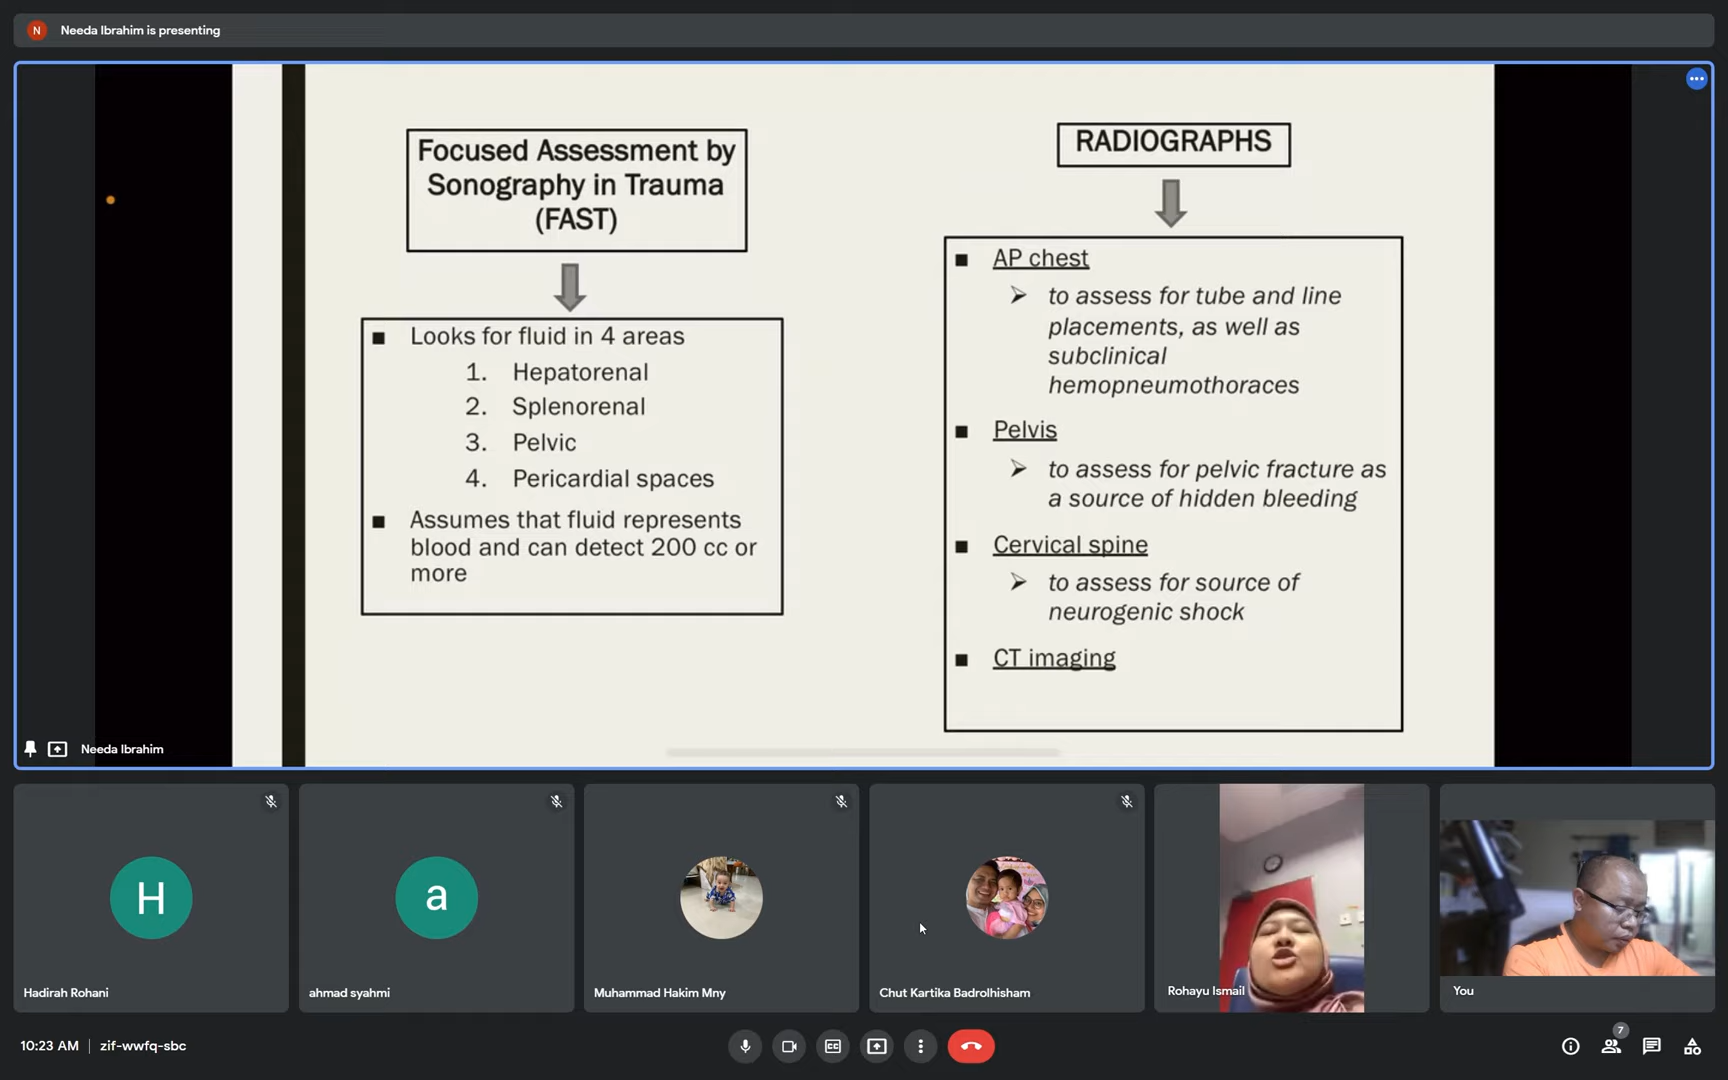 N Needa Ibrahim is presenting
Focused Assessment by
Sonography in Trauma
(FAST)
■ Looks for fluid in 4 areas
1. Hepatorenal
2. Splenorenal
3. Pelvic
4. Pericardial spaces
■ Assumes that fluid represents
blood and can detect 200 cc or
more
RADIOGRAPHS
■ AP chest
➢ to assess for tube and line
placements, as well as
subclinical
hemopneumothoraces
■ Pelvis
➢ to assess for pelvic fracture as
a source of hidden bleeding
■ Cervical spine
➢ to assess for source of
neurogenic shock
■ CT imaging
Needa Ibrahim
H
Hadirah Rohani
a
ahmad syahmi
Muhammad Hakim Mny
Chut Kartika Badrolhisham
Rohayu Ismail
You
10:23 AM | zif-wwfq-sbc
CC
7